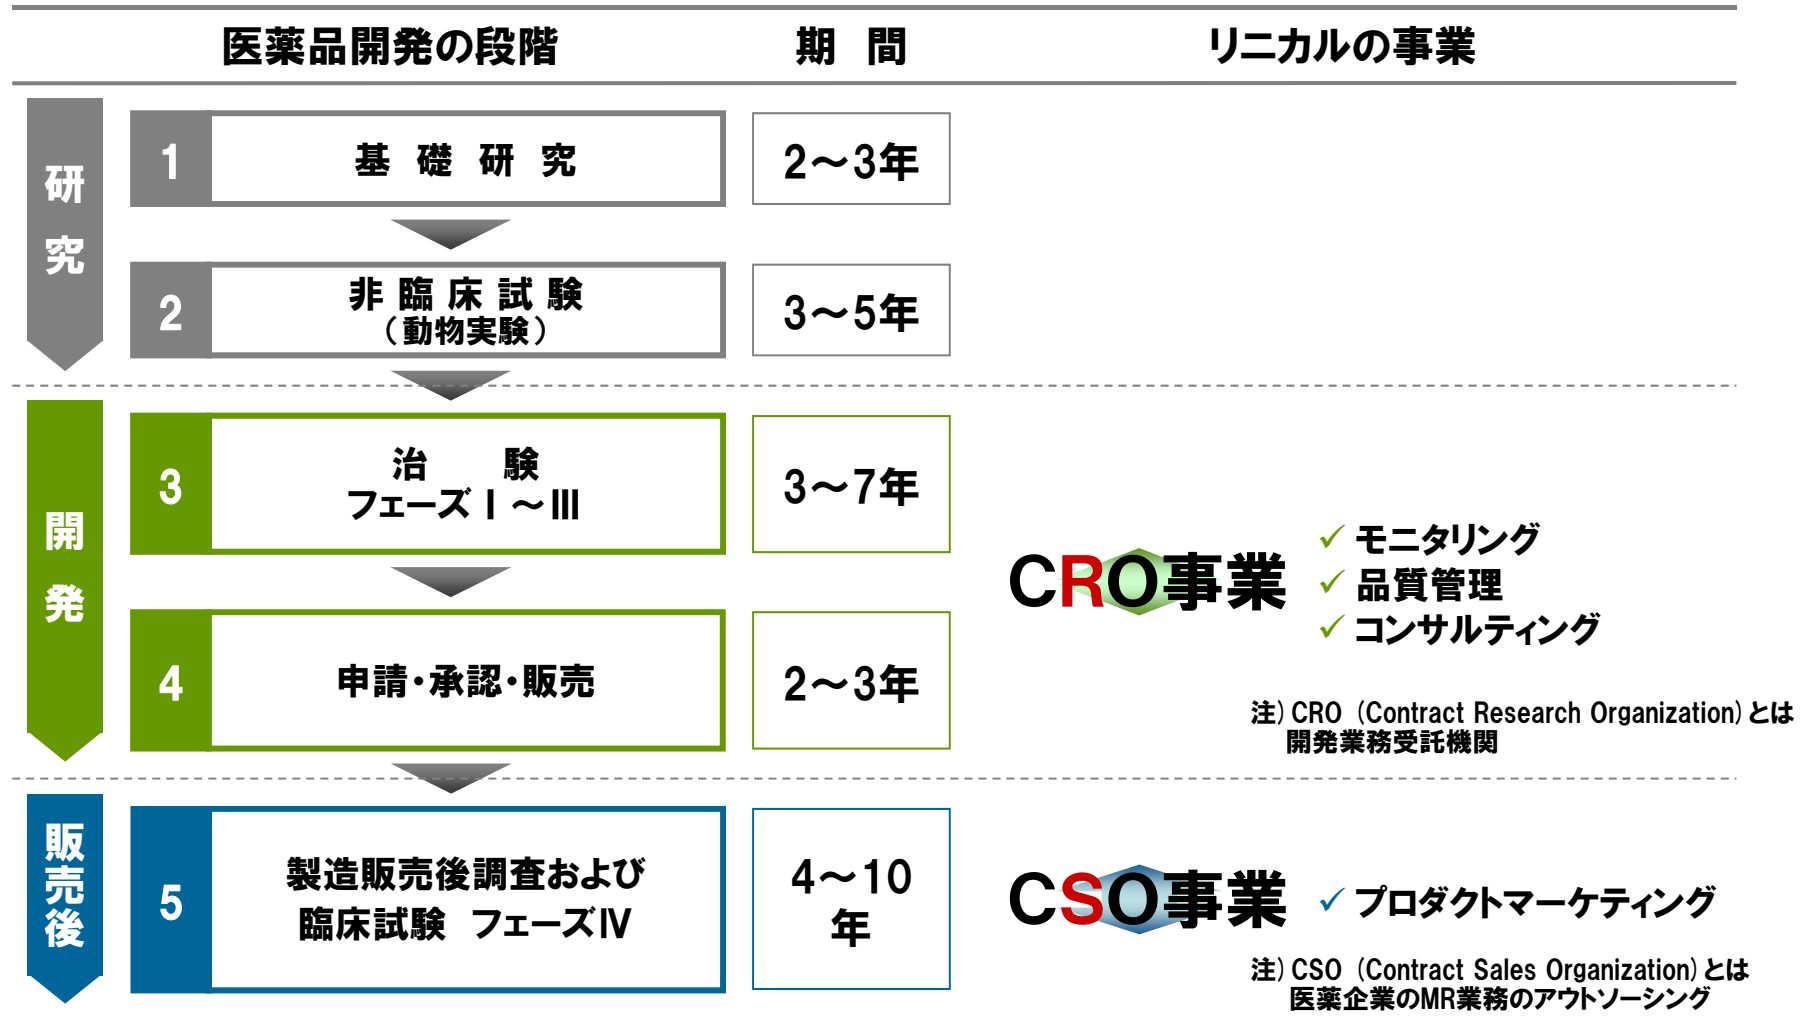 医薬品開発の段階 期 間 リニカルの事業
研究
1 基 礎 研 究 2～3年
2 非 臨 床 試 験
（動物実験） 3～5年
開発
3 治 験
フェーズⅠ～Ⅲ 3～7年
4 申請・承認・販売 2～3年
CRO事業
✓ モニタリング
✓ 品質管理
✓ コンサルティング
注）CRO（Contract Research Organization）とは
開発業務受託機関
販売後
5 製造販売後調査および
臨床試験 フェーズⅣ
4～10
年
CSO事業 ✓ プロダクトマーケティング
注）CSO（Contract Sales Organization）とは
医薬企業のMR業務のアウトソーシング